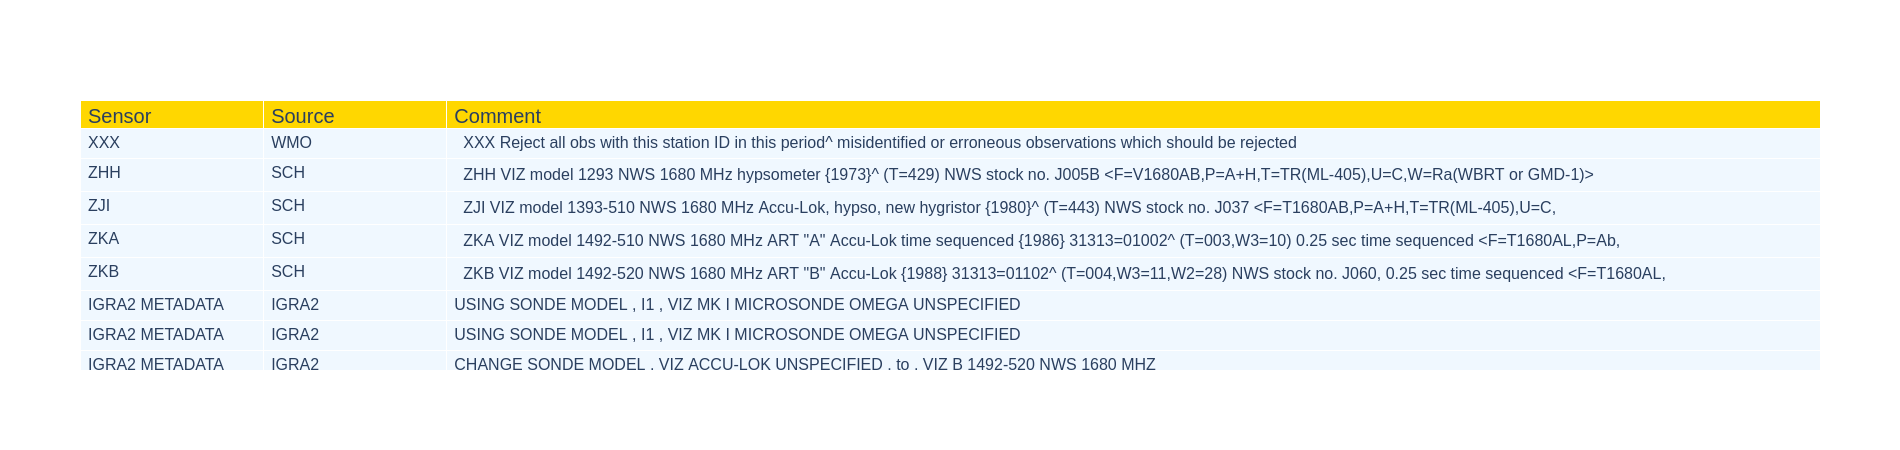 Sensor Source Comment
XXX WMO XXX Reject all obs with this station ID in this period^ misidentified or erroneous observations which should be rejected
ZHH SCH ZHH VIZ model 1293 NWS 1680 MHz hypsometer {1973}^ (T=429) NWS stock no. J005B <F=V1680AB,P=A+H,T=TR(ML-405),U=C,W=Ra(WBRT or GMD-1)>
ZJI SCH ZJI VIZ model 1393-510 NWS 1680 MHz Accu-Lok, hypso, new hygristor {1980}^ (T=443) NWS stock no. J037 <F=T1680AB,P=A+H,T=TR(ML-405),U=C,
ZKA SCH ZKA VIZ model 1492-510 NWS 1680 MHz ART "A" Accu-Lok time sequenced {1986} 31313=01002^ (T=003,W3=10) 0.25 sec time sequenced <F=T1680AL,P=Ab,
ZKB SCH ZKB VIZ model 1492-520 NWS 1680 MHz ART "B" Accu-Lok {1988} 31313=01102^ (T=004,W3=11,W2=28) NWS stock no. J060, 0.25 sec time sequenced <F=T1680AL,
IGRA2 METADATA IGRA2 USING SONDE MODEL , I1 , VIZ MK I MICROSONDE OMEGA UNSPECIFIED
IGRA2 METADATA IGRA2 USING SONDE MODEL , I1 , VIZ MK I MICROSONDE OMEGA UNSPECIFIED
IGRA2 METADATA IGRA2 CHANGE SONDE MODEL , VIZ ACCU-LOK UNSPECIFIED , to , VIZ B 1492-520 NWS 1680 MHZ